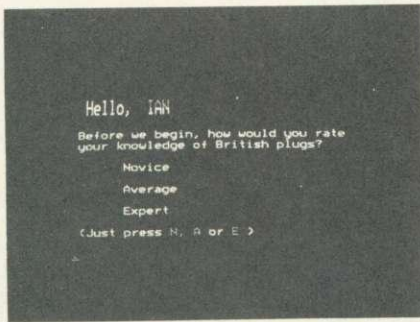 Hello, IAN
Before we begin, how would you rate
your knowledge of British plugs?
Novice
Average
Expert
(Just press N, A or E )